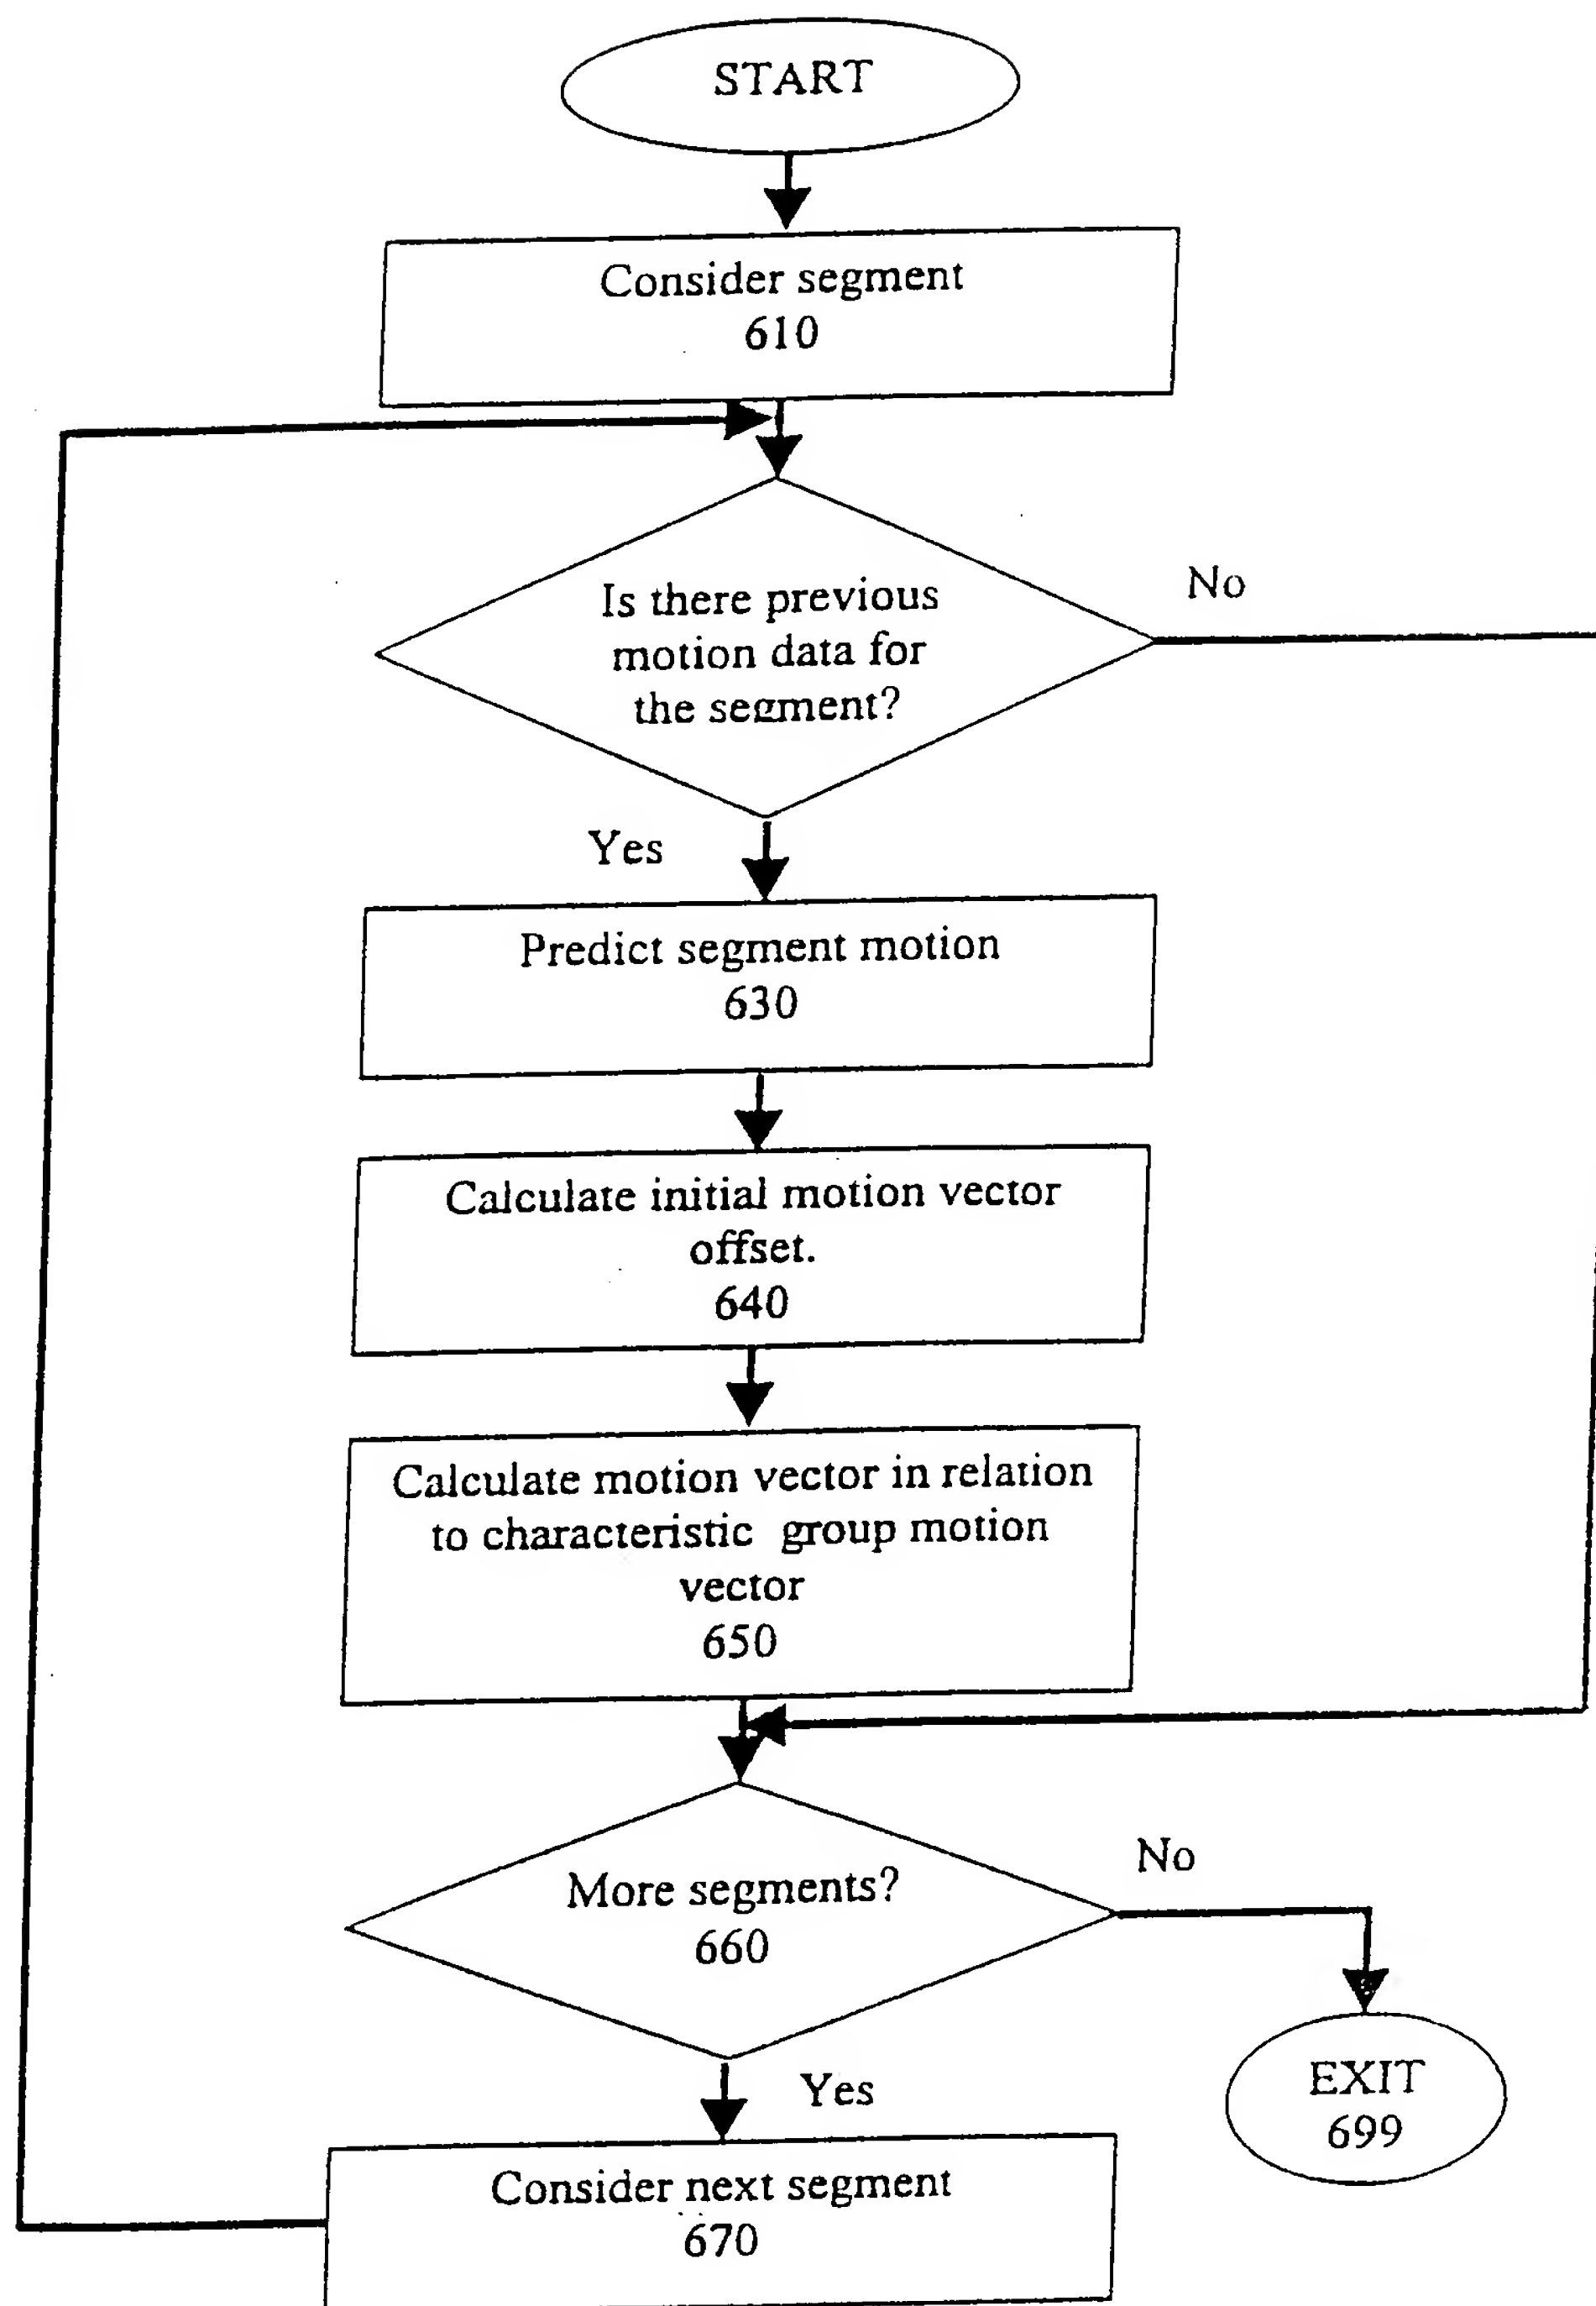 START
Consider segment
610
Is there previous
motion data for
the segment?
No
Yes
Predict segment motion
630
Calculate initial motion vector
offset.
640
Calculate motion vector in relation
to characteristic group motion
vector
650
More segments?
660
No
Yes
EXIT
699
Consider next segment
670